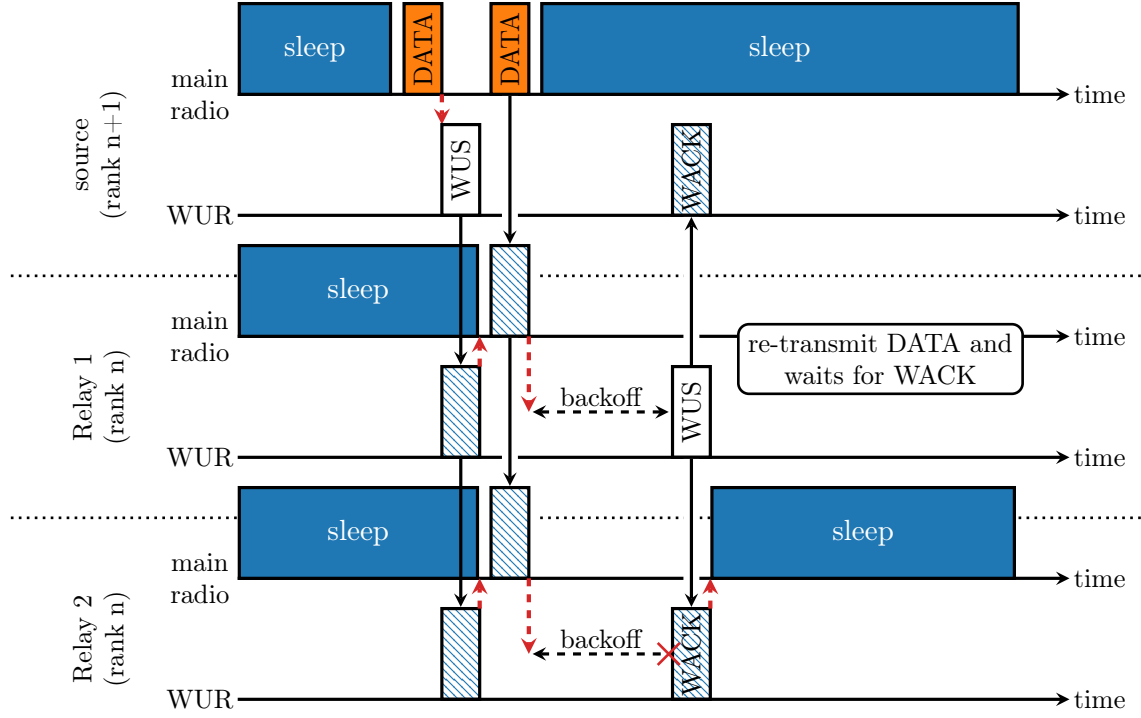 sleep
DATA
DATA
sleep
main
radio
time
source
(rank n+1)
WUS
WACK
WUR
time
sleep
main
radio
time
re-transmit DATA and
waits for WACK
Relay 1
(rank n)
backoff
WUS
WUR
time
sleep
sleep
main
radio
time
Relay 2
(rank n)
backoff
WACK
WUR
time